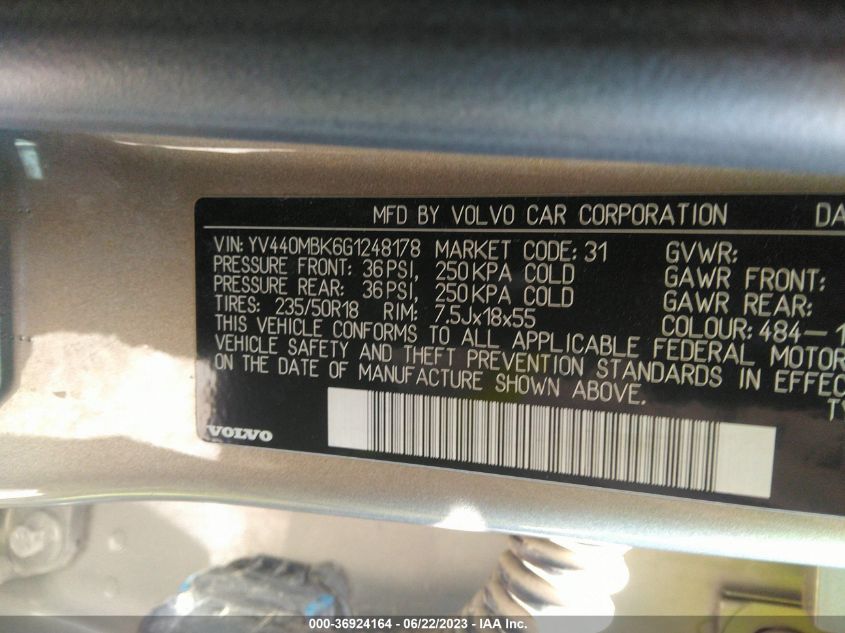 MFD BY VOLVO CAR CORPORATION DA
VIN: YV440MBK6G1248178 MARKET CODE: 31 GVWR:
PRESSURE FRONT: 36 PSI, 250 KPA COLD GAWR FRONT:
PRESSURE REAR: 36 PSI, 250 KPA COLD GAWR REAR:
TIRES: 235/50R18 RIM: 7,5Jx18x55 COLOUR: 484-1
THIS VEHICLE CONFORMS TO ALL APPLICABLE FEDERAL MOTOR
VEHICLE SAFETY AND THEFT PREVENTION STANDARDS IN EFFEC
ON THE DATE OF MANUFACTURE SHOWN ABOVE.
VOLVO
000-36924164 - 06/22/2023 - IAA Inc.